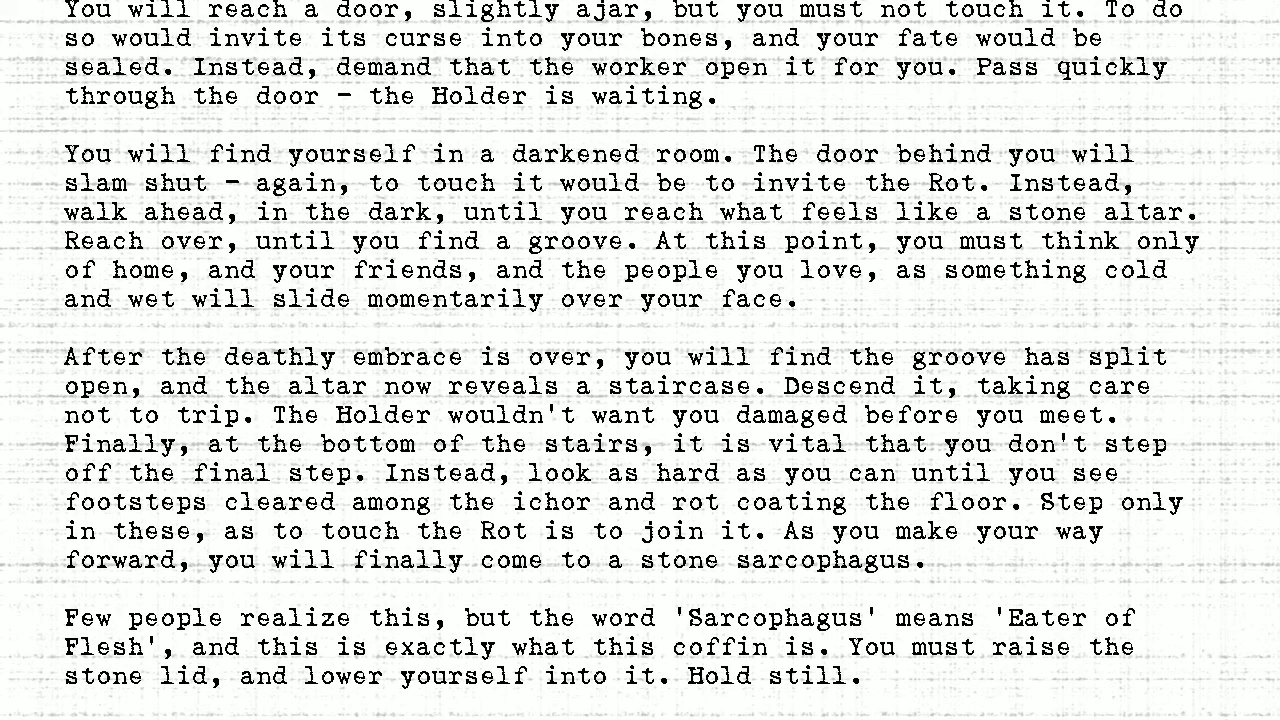 You will reach a door, slightly ajar, but you must not touch it. To do
so would invite its curse into your bones, and your fate would be
sealed. Instead, demand that the worker open it for you. Pass quickly
through the door - the Holder is waiting.
You will find yourself in a darkened room. The door behind you will
slam shut - again, to touch it would be to invite the Rot. Instead,
walk ahead, in the dark, until you reach what feels like a stone altar.
Reach over, until you find a groove. At this point, you must think only
of home, and your friends, and the people you love, as something cold
and wet will slide momentarily over your face.
After the deathly embrace is over, you will find the groove has split
open, and the altar now reveals a staircase. Descend it, taking care
not to trip. The Holder wouldn't want you damaged before you meet.
Finally, at the bottom of the stairs, it is vital that you don't step
off the final step. Instead, look as hard as you can until you see
footsteps cleared among the ichor and rot coating the floor. Step only
in these, as to touch the Rot is to join it. As you make your way
forward, you will finally come to a stone sarcophagus.
Few people realize this, but the word 'Sarcophagus' means 'Eater of
Flesh', and this is exactly what this coffin is. You must raise the
stone lid, and lower yourself into it. Hold still.